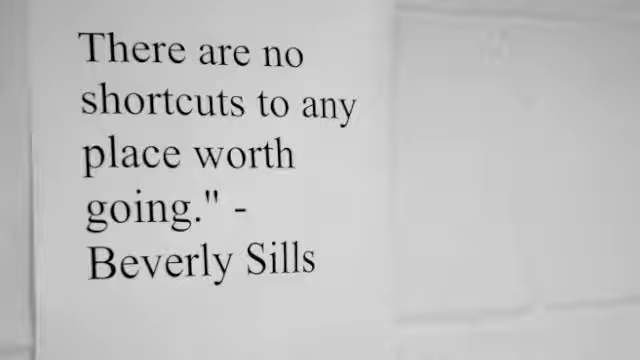 There are no
shortcuts to any
place worth
going." -
Beverly Sills